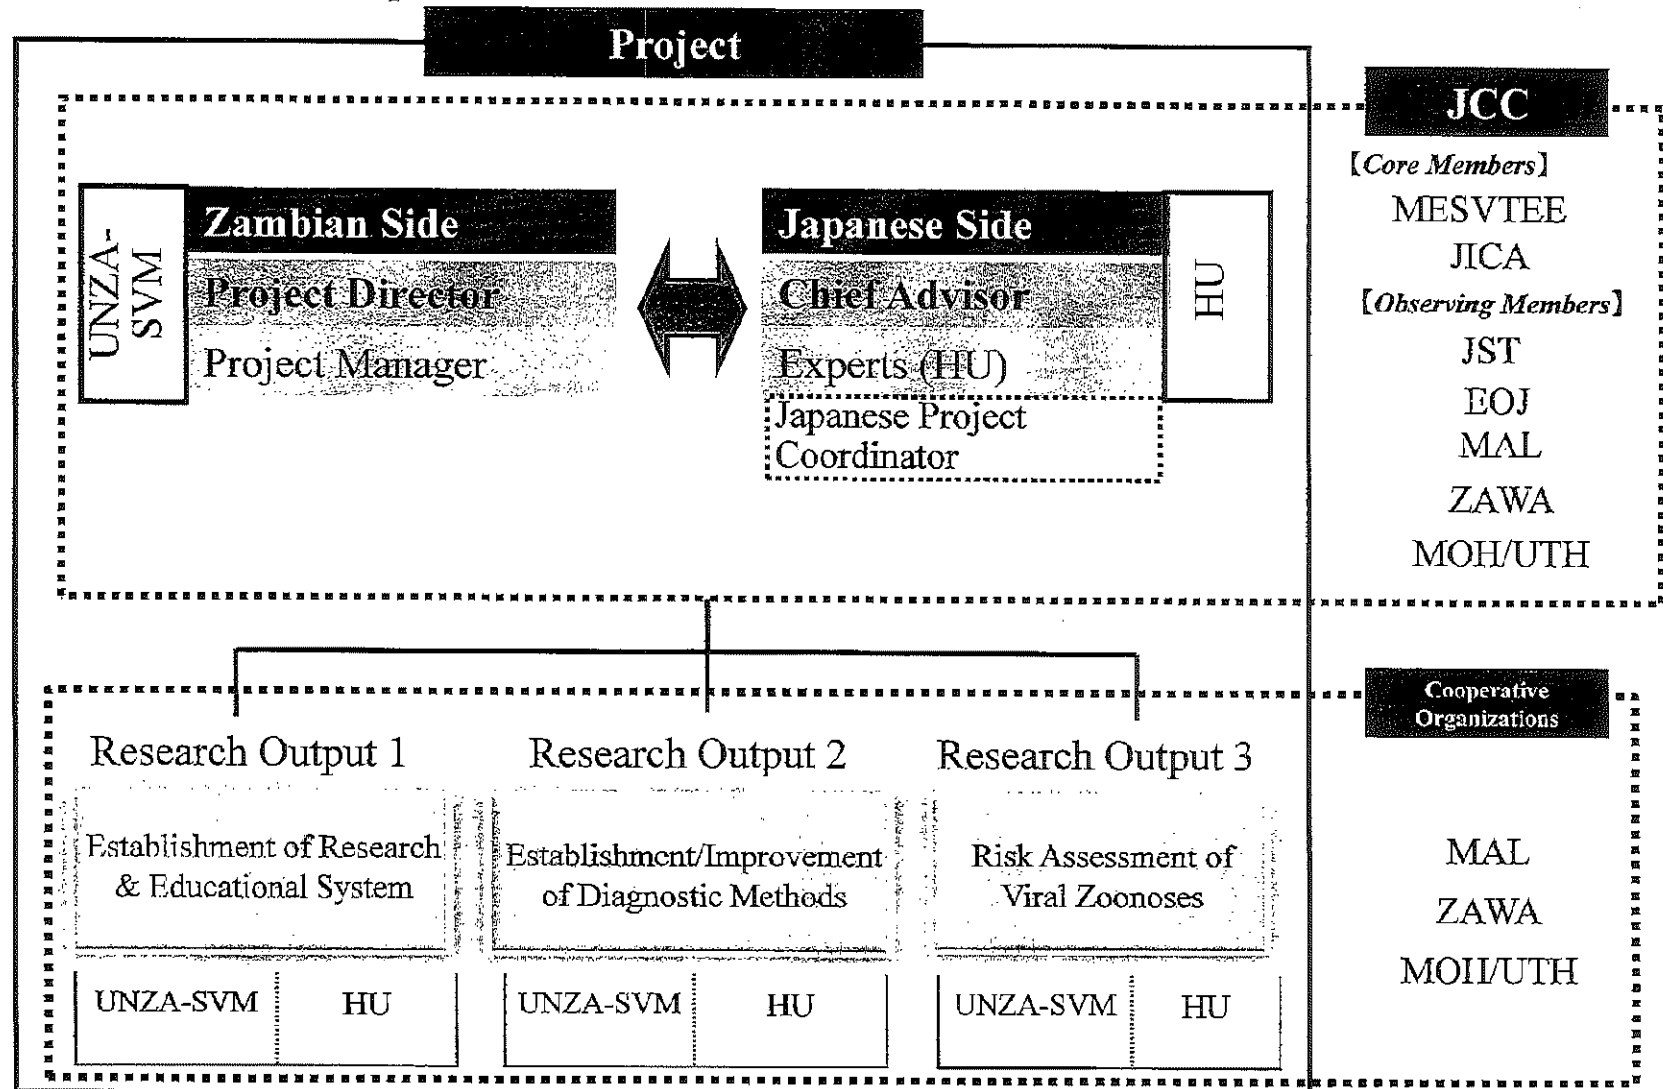 Project
JCC
【Core Members】
MESVTEE
JICA
【Observing Members】
JST
EOJ
MAL
ZAWA
MOH/UTH
UNZA-
SVM
Zambian Side
Project Director
Project Manager
Japanese Side
Chief Advisor
Experts (HU)
Japanese Project
Coordinator
HU
Research Output 1
Establishment of Research
& Educational System
UNZA-SVM
HU
Research Output 2
Establishment/Improvement
of Diagnostic Methods
UNZA-SVM
HU
Research Output 3
Risk Assessment of
Viral Zoonoses
UNZA-SVM
HU
Cooperative
Organizations
MAL
ZAWA
MOH/UTH